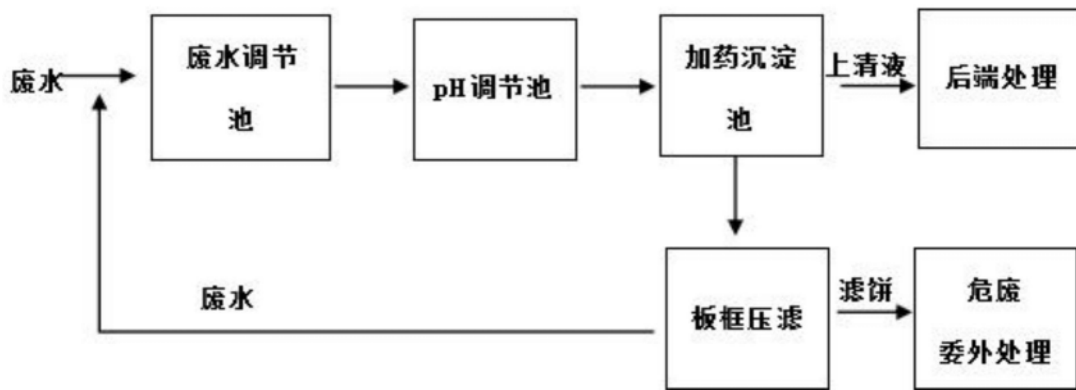 废水
废水调节
池
pH调节池
加药沉淀
池
上清液
后端处理
废水
板框压滤
滤饼
危废
委外处理